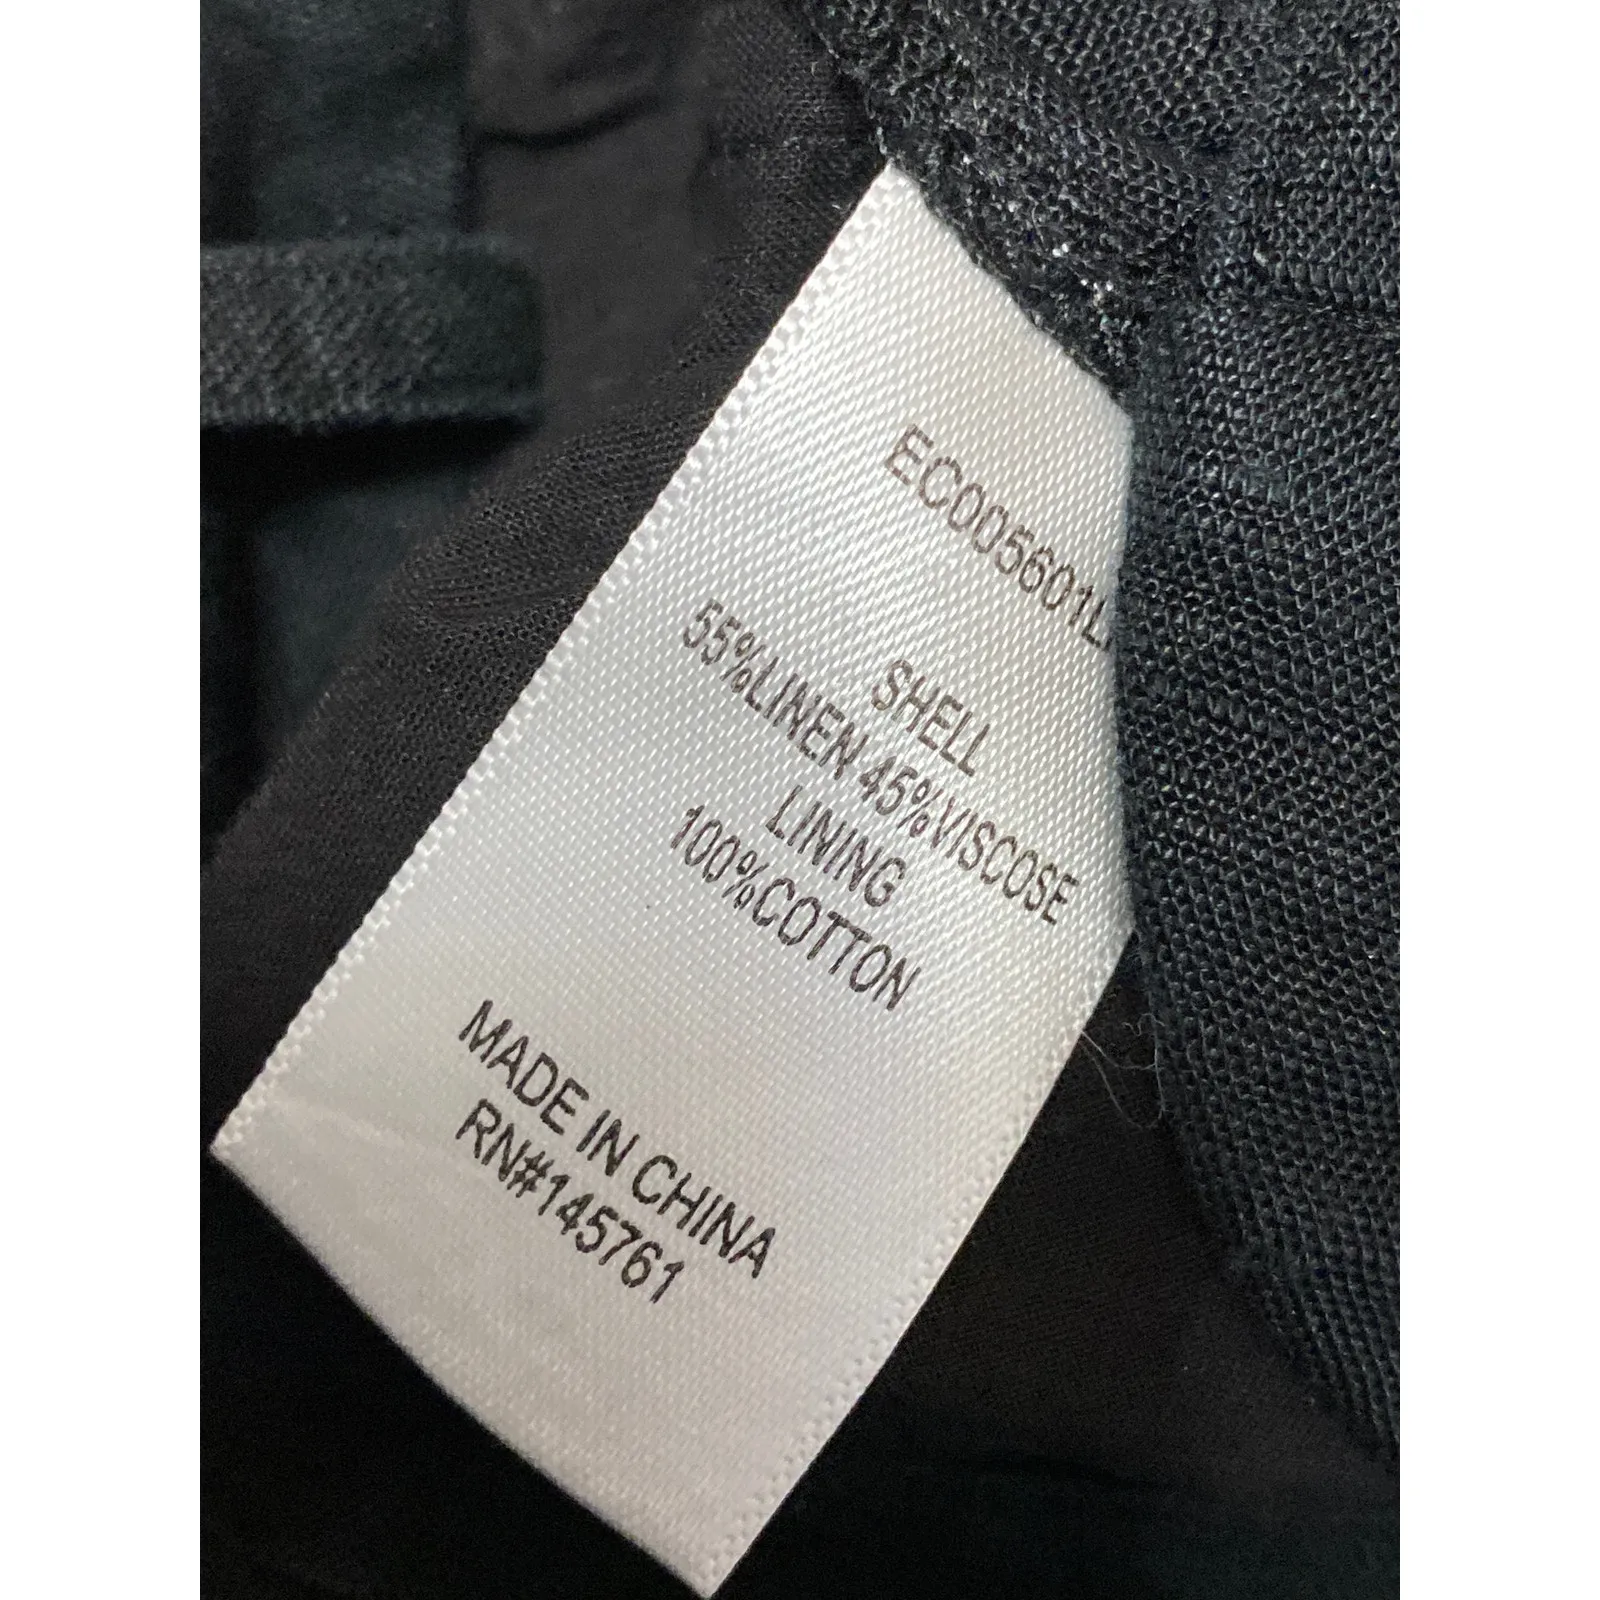 EC005601L
SHELL
55%LINEN 45%VISCOSE
LINING
100%COTTON
MADE IN CHINA
RN#145761